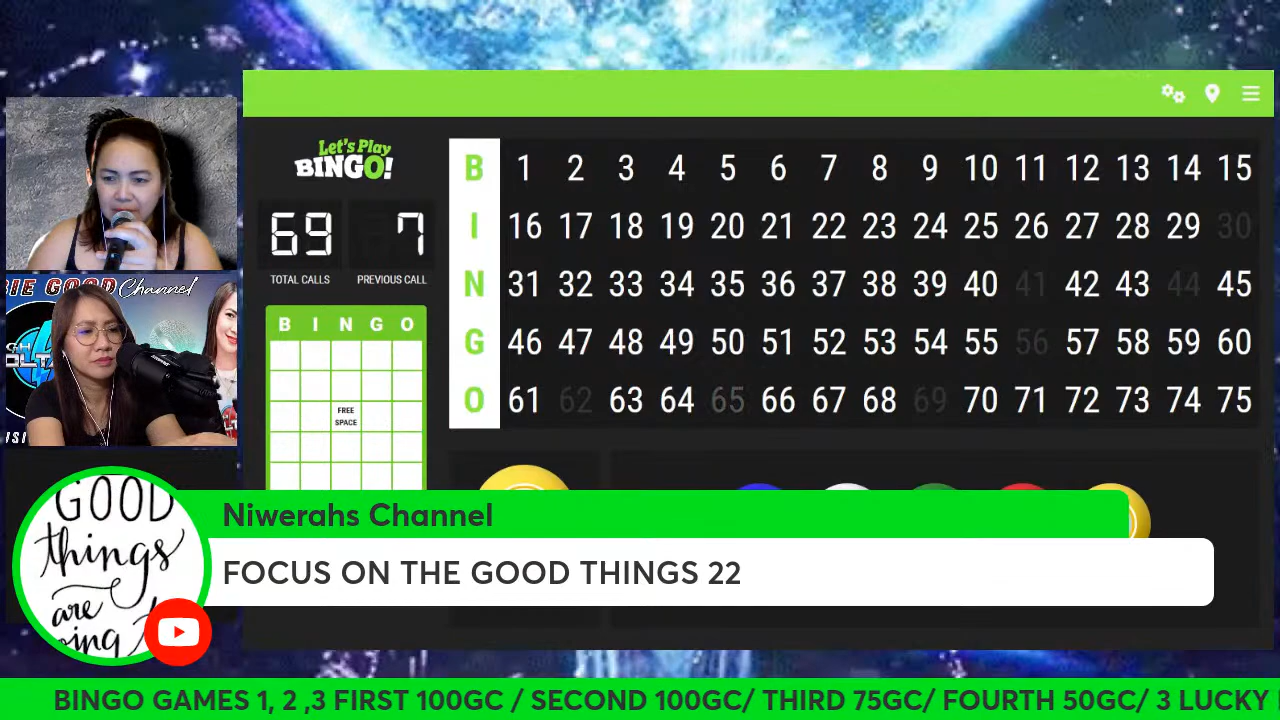 Let's Play
BINGO!
69 7
TOTAL CALLS PREVIOUS CALL
B I N G O
FREE
SPACE
B 1 2 3 4 5 6 7 8 9 10 11 12 13 14 15
I 16 17 18 19 20 21 22 23 24 25 26 27 28 29 30
N 31 32 33 34 35 36 37 38 39 40 41 42 43 44 45
G 46 47 48 49 50 51 52 53 54 55 56 57 58 59 60
O 61 62 63 64 65 66 67 68 69 70 71 72 73 74 75
GOOD Channel
GOOD
things
are
Niwerahs Channel
FOCUS ON THE GOOD THINGS 22
BINGO GAMES 1, 2 ,3 FIRST 100GC / SECOND 100GC/ THIRD 75GC/ FOURTH 50GC/ 3 LUCKY